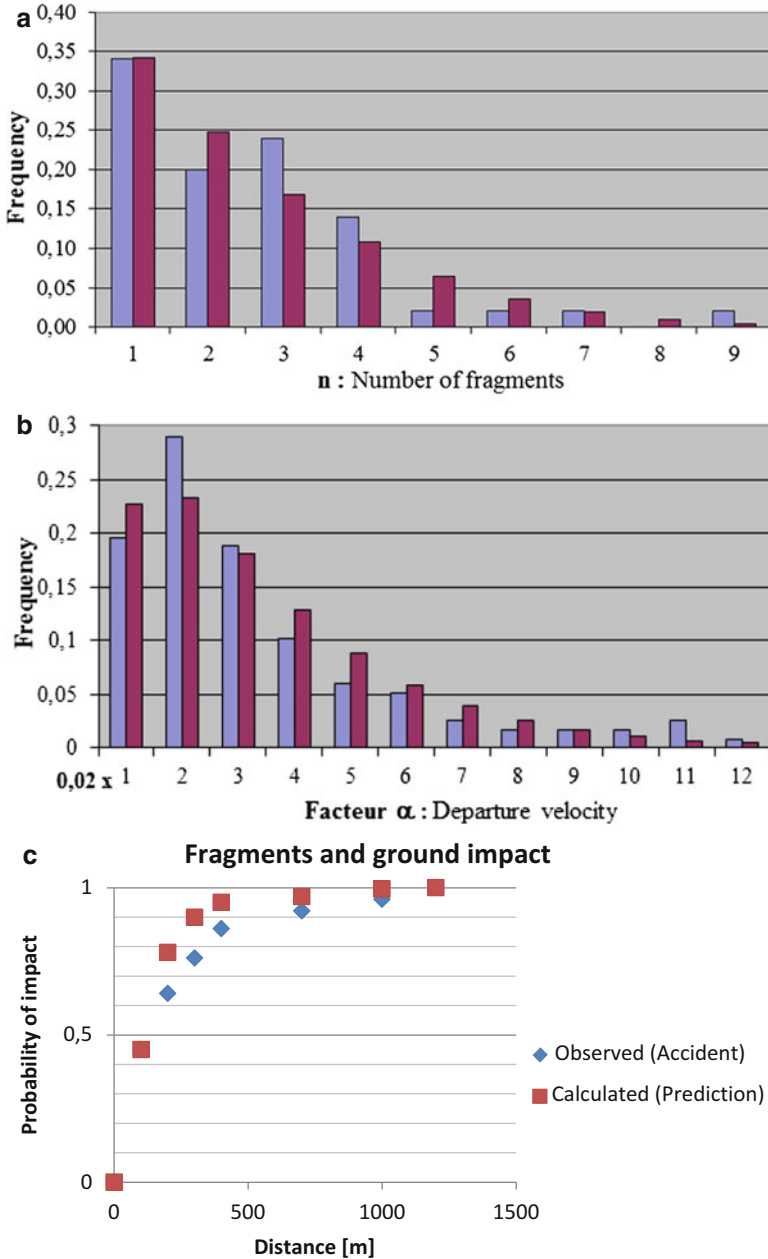 a
0,40
0,35
0,30
0,25
0,20
0,15
0,10
0,05
0,00
Frequency
1 2 3 4 5 6 7 8 9
n : Number of fragments
b
0,3
0,25
0,2
0,15
0,1
0,05
0
Frequency
0,02 x 1 2 3 4 5 6 7 8 9 10 11 12
Facteur α : Departure velocity
c
Fragments and ground impact
1
0,5
0
Probability of impact
0 500 1000 1500
Distance [m]
Observed (Accident)
Calculated (Prediction)